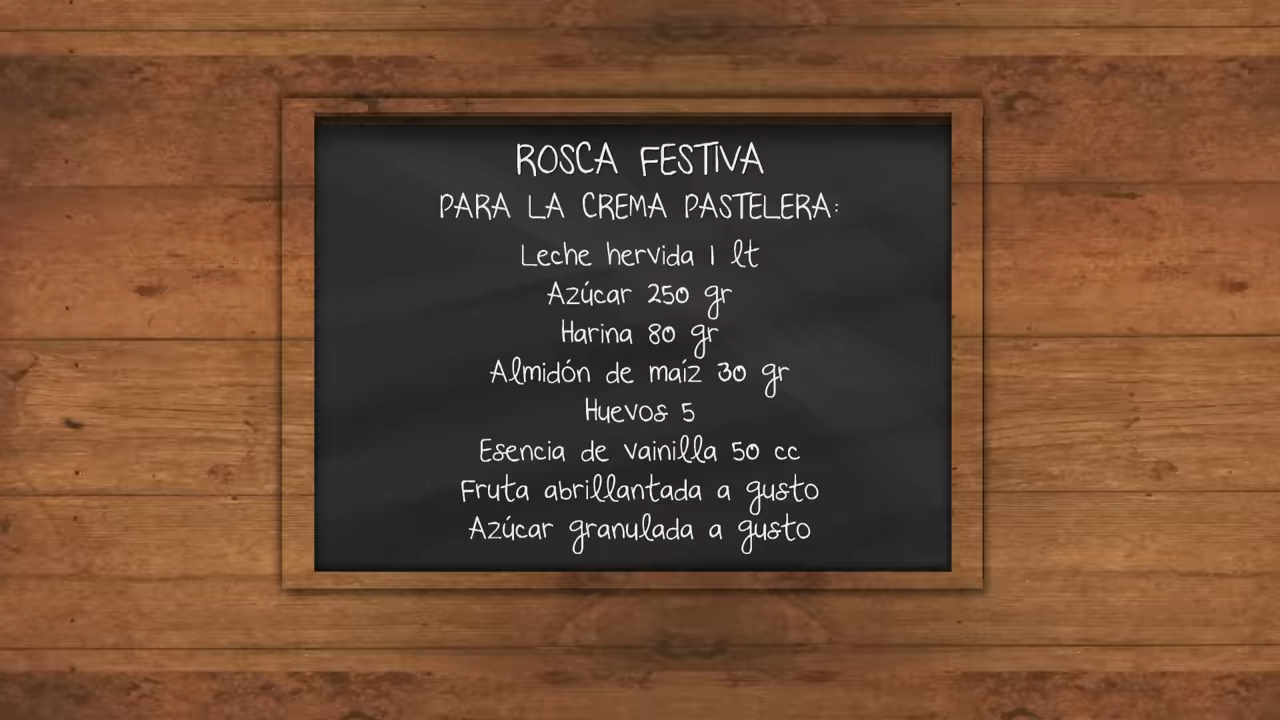 ROSCA FESTIVA
PARA LA CREMA PASTELERA:
Leche hervida 1 lt
Azúcar 250 gr
Harina 80 gr
Almidón de maíz 30 gr
Huevos 5
Esencia de vainilla 50 cc
Fruta abrillantada a gusto
Azúcar granulada a gusto